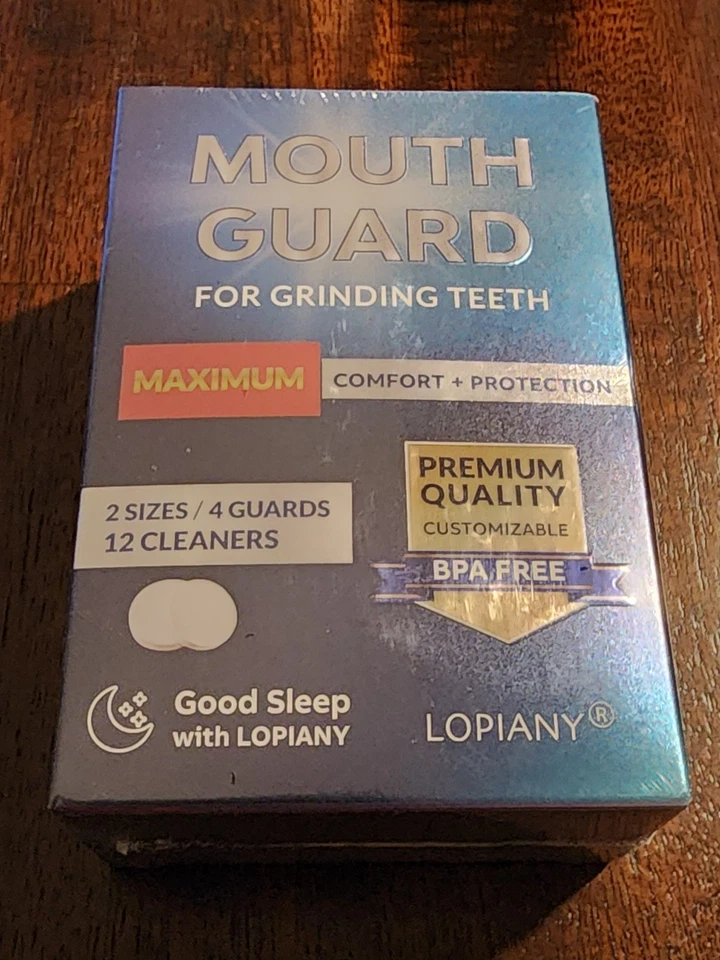 MOUTH
GUARD
FOR GRINDING TEETH
MAXIMUM COMFORT + PROTECTION
PREMIUM
QUALITY
CUSTOMIZABLE
BPA FREE
2 SIZES / 4 GUARDS
12 CLEANERS
Good Sleep
with LOPIANY
LOPIANY®